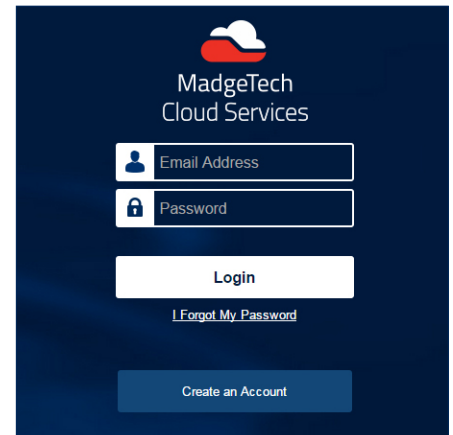 MadgeTech
Cloud Services
Email Address
Password
Login
I Forgot My Password
Create an Account